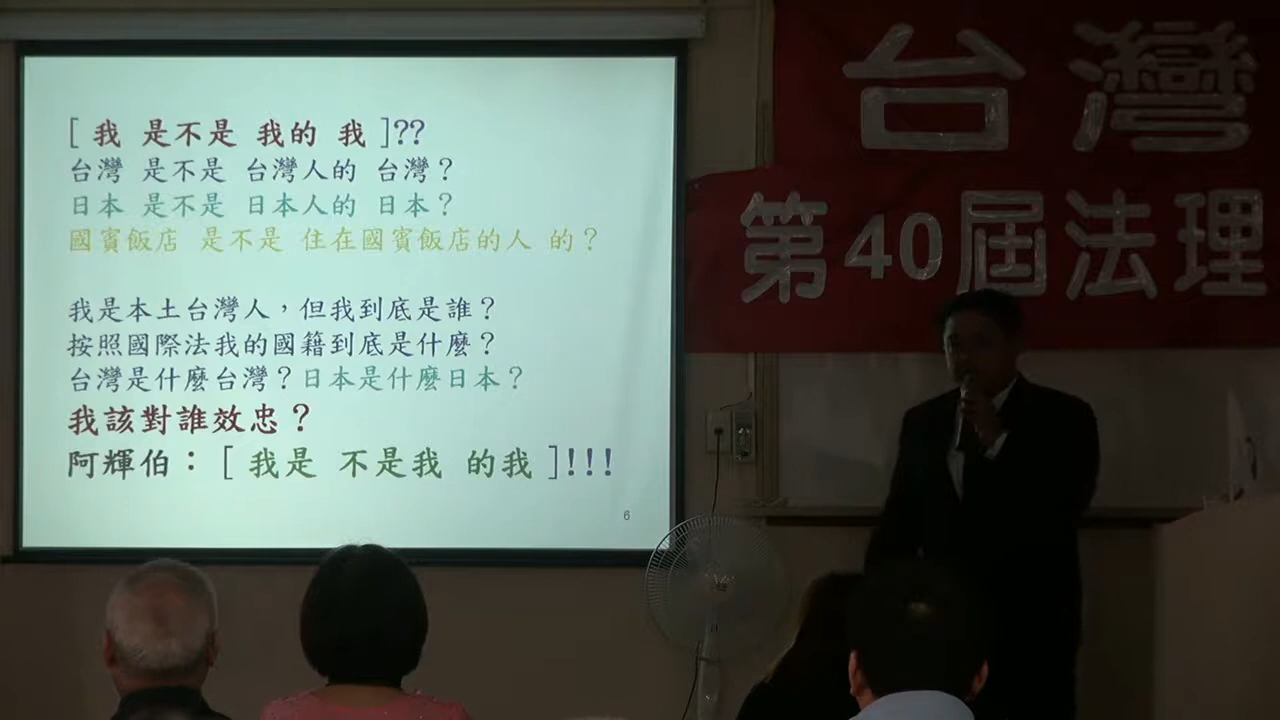 [ 我 是不是 我的 我 ]??
台灣 是不是 台灣人的 台灣？
日本 是不是 日本人的 日本？
國賓飯店 是不是 住在國賓飯店的人 的？
我是本土台灣人，但我到底是誰？
按照國際法我的國籍到底是什麼？
台灣是什麼台灣？日本是什麼日本？
我該對誰效忠？
阿輝伯：[ 我是 不是我 的我 ]!!!
6
台灣
第40屆法理